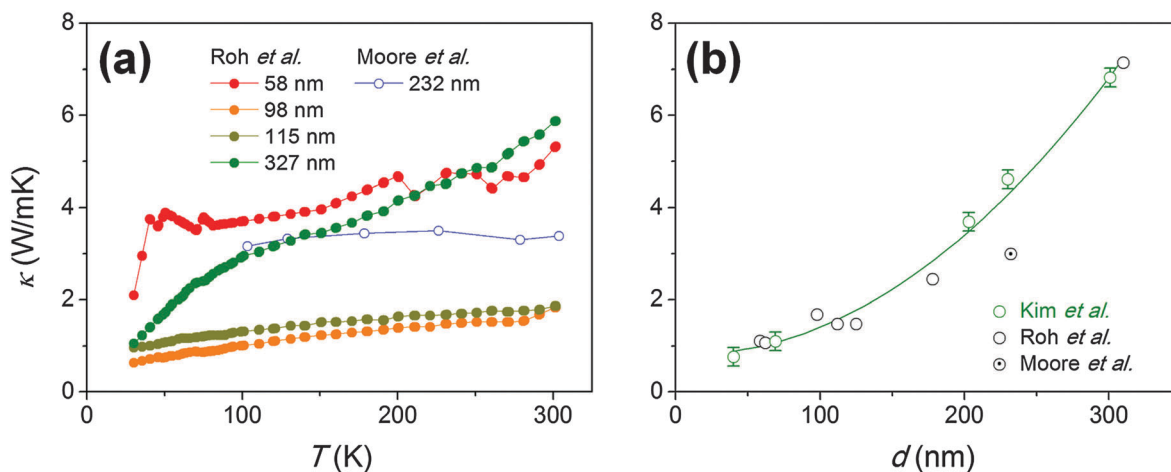 (a)
Roh et al.
58 nm
98 nm
115 nm
327 nm
Moore et al.
232 nm
κ (W/mK)
8
6
4
2
0
0
100
200
300
T (K)
(b)
8
6
4
2
0
0
100
200
300
d (nm)
Kim et al.
Roh et al.
Moore et al.